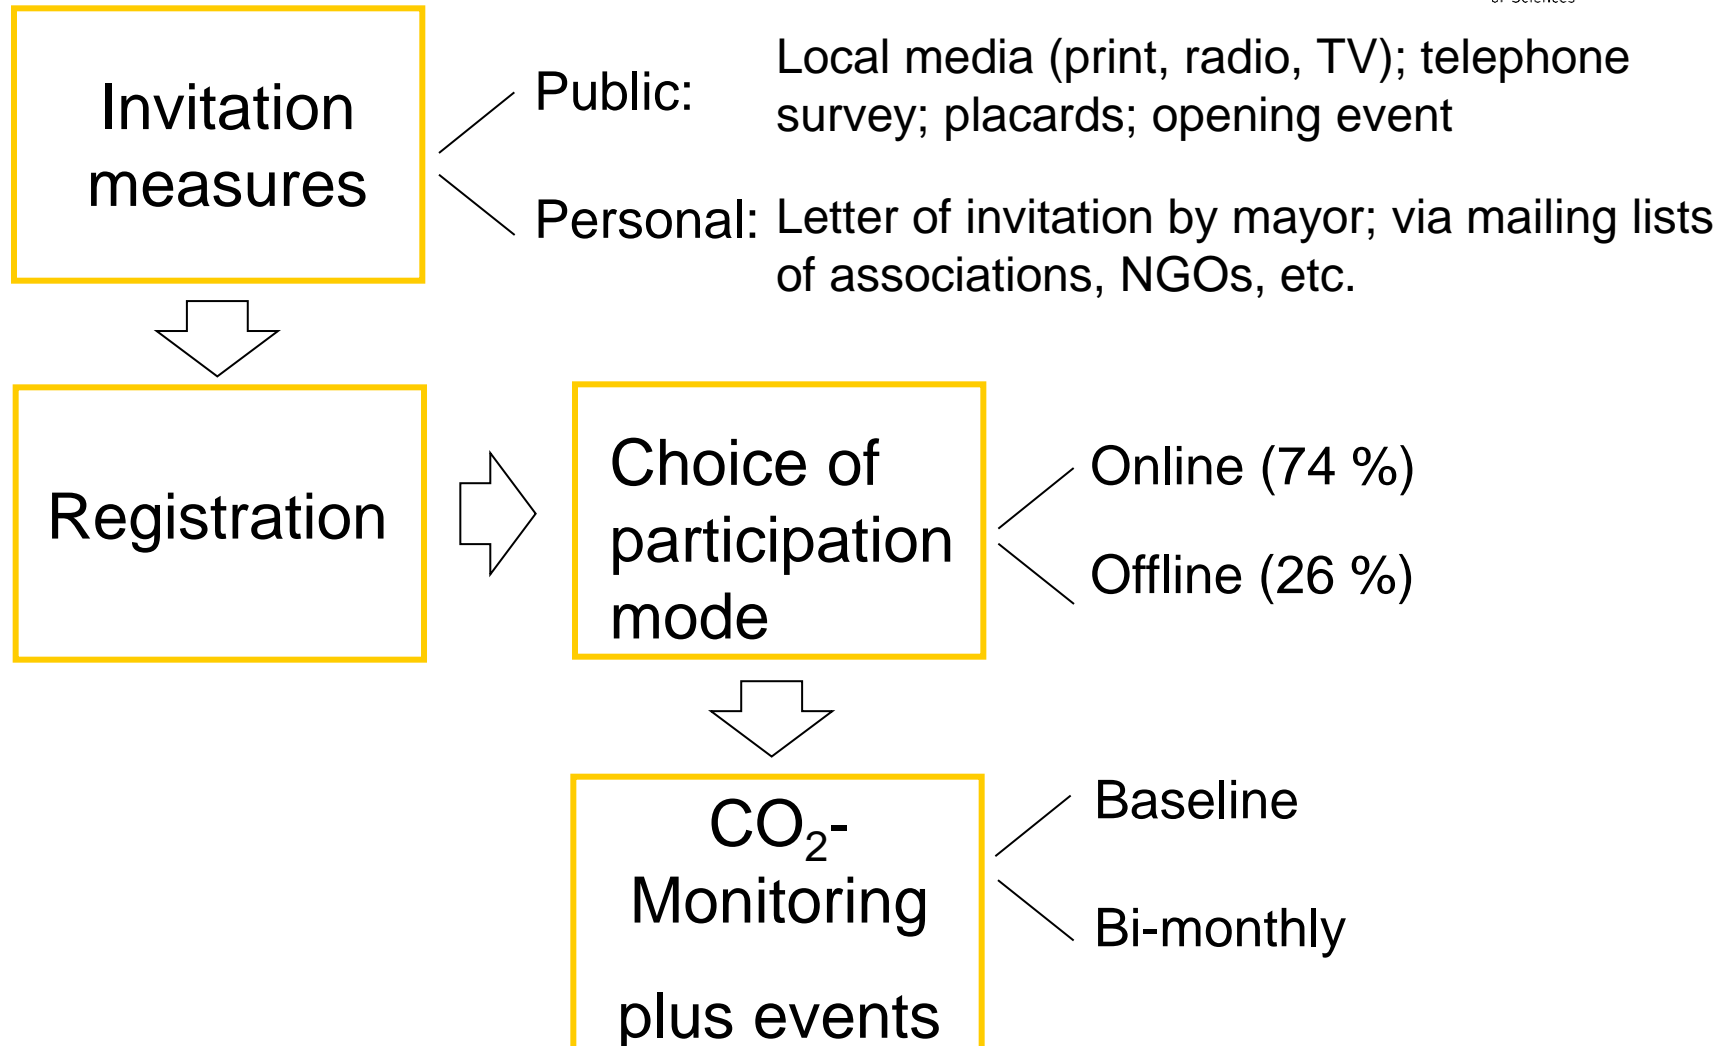 of Sciences
Invitation
measures
Public:
Local media (print, radio, TV); telephone
survey; placards; opening event
Personal:
Letter of invitation by mayor; via mailing lists
of associations, NGOs, etc.
Registration
Choice of
participation
mode
Online (74 %)
Offline (26 %)
CO₂-
Monitoring
plus events
Baseline
Bi-monthly